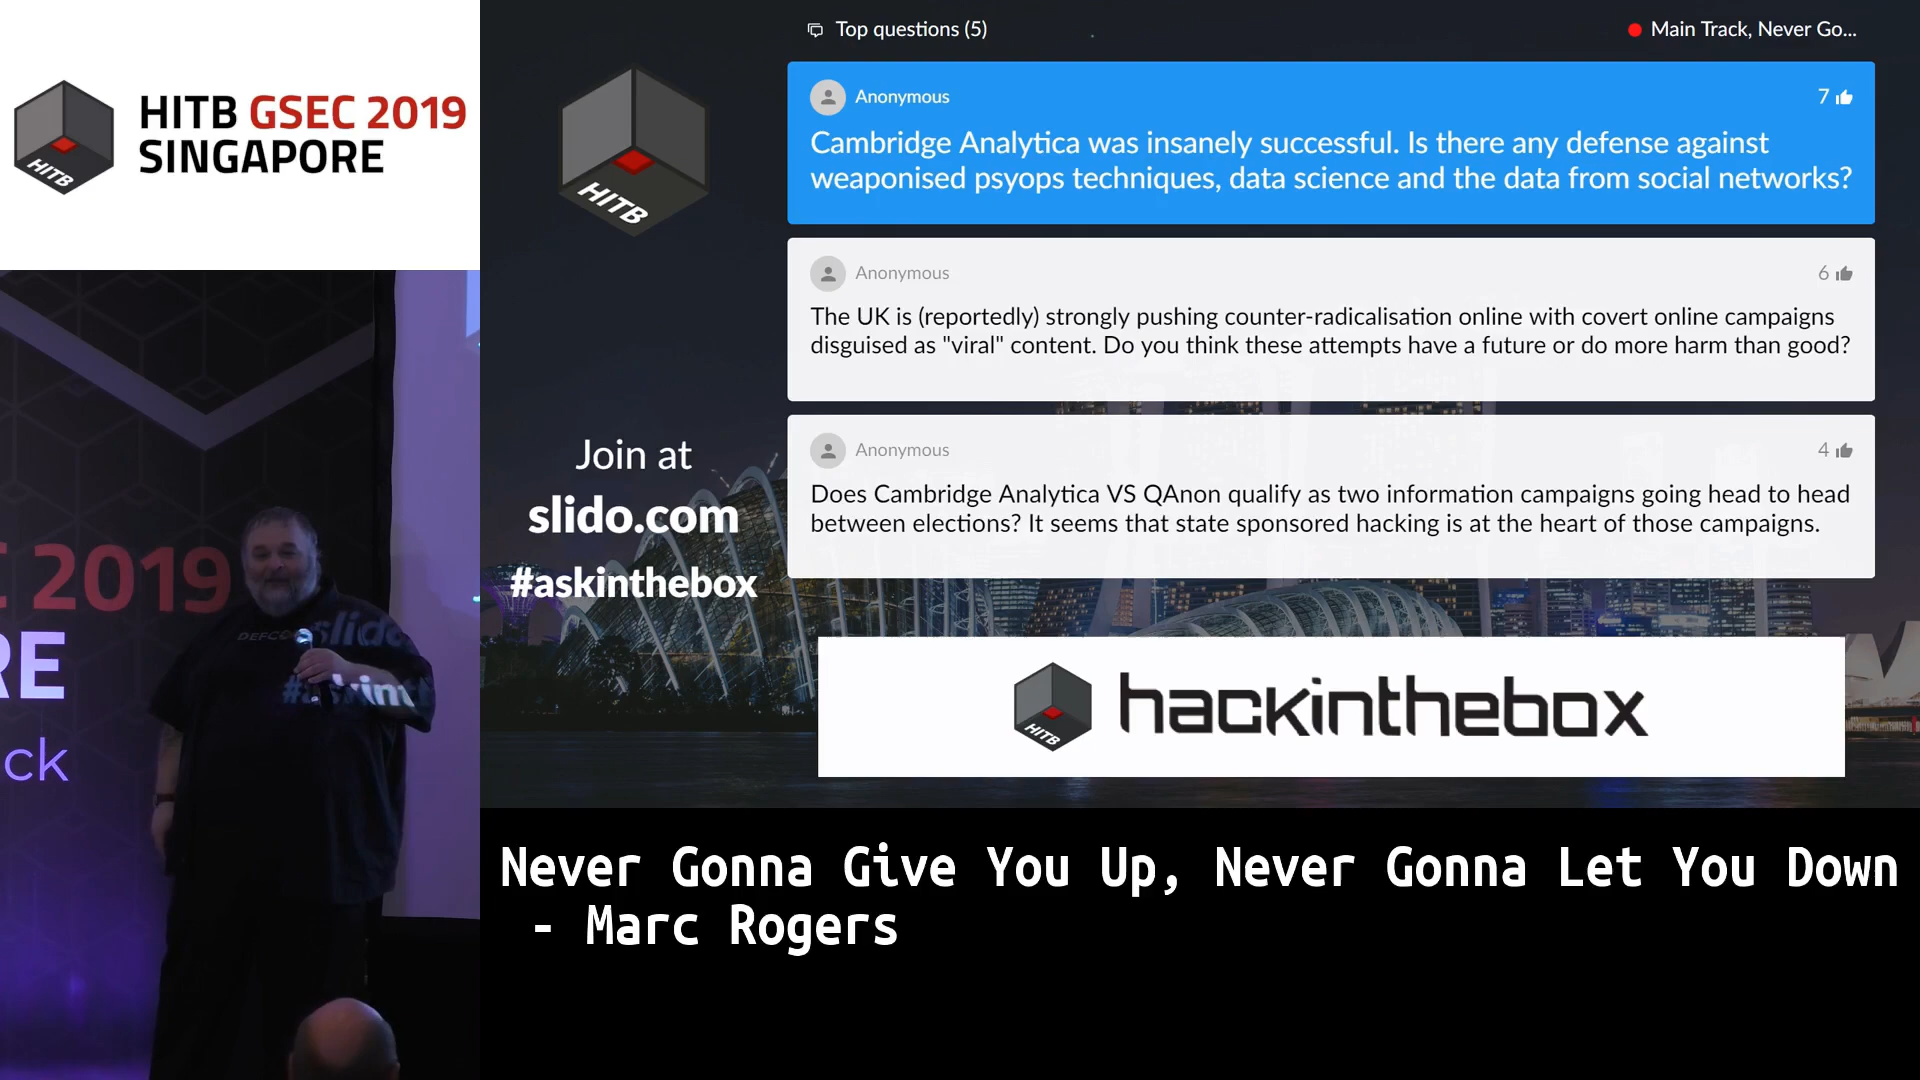 HITB GSEC 2019
SINGAPORE
HITB
2019
RE
ck
DEFCO
slido
Top questions (5)
Main Track, Never Go...
HITB
Join at
slido.com
#askinthebox
Anonymous
7
Cambridge Analytica was insanely successful. Is there any defense against
weaponised psyops techniques, data science and the data from social networks?
Anonymous
6
The UK is (reportedly) strongly pushing counter-radicalisation online with covert online campaigns
disguised as "viral" content. Do you think these attempts have a future or do more harm than good?
Anonymous
4
Does Cambridge Analytica VS QAnon qualify as two information campaigns going head to head
between elections? It seems that state sponsored hacking is at the heart of those campaigns.
HITB
hackinthebox
Never Gonna Give You Up, Never Gonna Let You Down
- Marc Rogers